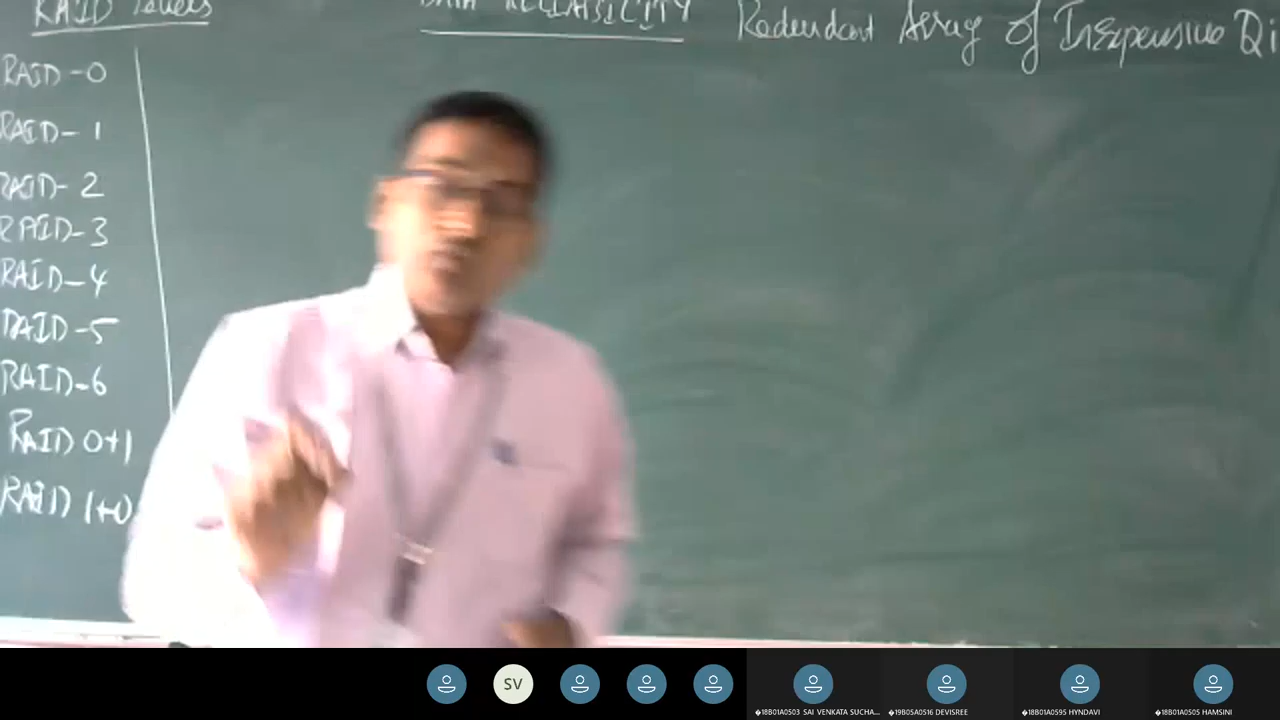 RAID levels
DATA RELIABILITY
Redundant Array of Inexpensive Di
RAID-0
RAID-1
RAID-2
RAID-3
RAID-4
RAID-5
RAID-6
RAID 0+1
RAID 1+0
SV
�18B01A0503 SAI VENKATA SUCHA...
�19B05A0516 DEVISREE
�18B01A0595 HYNDAVI
�18B01A0505 HAMSINI